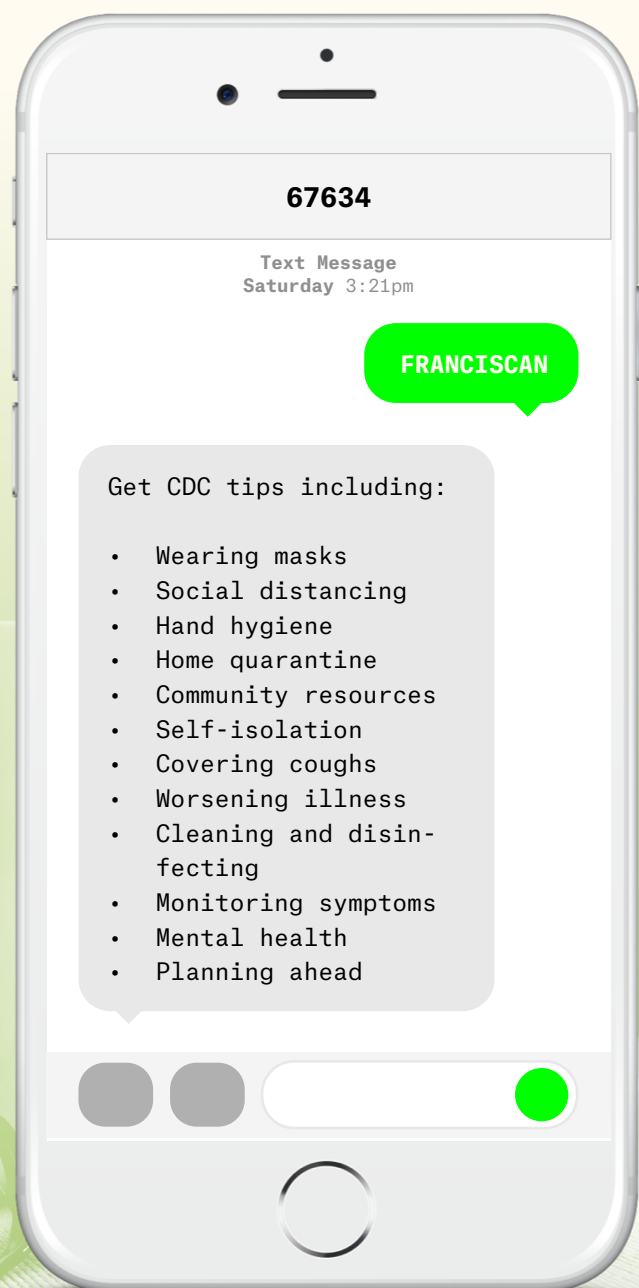 67634
Text Message
Saturday 3:21pm
FRANCISCAN
Get CDC tips including:
• Wearing masks
• Social distancing
• Hand hygiene
• Home quarantine
• Community resources
• Self-isolation
• Covering coughs
• Worsening illness
• Cleaning and disin-
fecting
• Monitoring symptoms
• Mental health
• Planning ahead